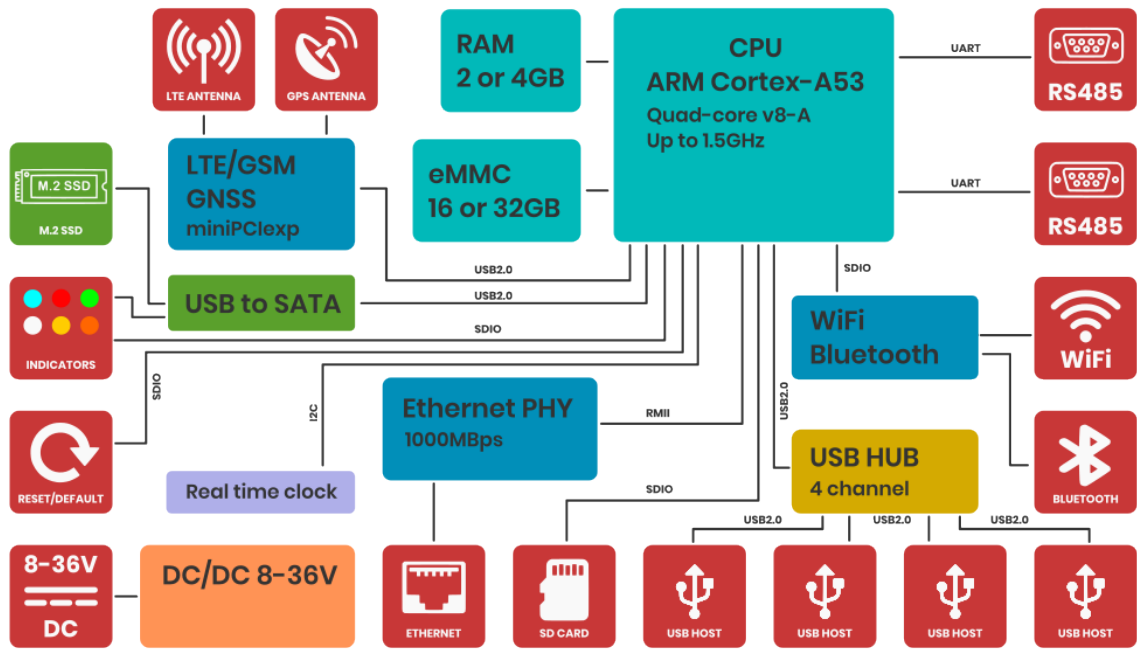 LTE ANTENNA
GPS ANTENNA
RAM
2 or 4GB
CPU
ARM Cortex-A53
Quad-core v8-A
Up to 1.5GHz
UART
RS485
M.2 SSD
M.2 SSD
LTE/GSM
GNSS
miniPCIexp
eMMC
16 or 32GB
UART
RS485
USB2.0
SDIO
INDICATORS
USB to SATA
USB2.0
SDIO
WiFi
Bluetooth
WiFi
SDIO
I2C
Ethernet PHY
1000MBps
RMII
USB2.0
RESET/DEFAULT
Real time clock
SDIO
USB HUB
4 channel
BLUETOOTH
USB2.0
USB2.0
USB2.0
8-36V
DC
DC/DC 8-36V
ETHERNET
SD CARD
USB HOST
USB HOST
USB HOST
USB HOST